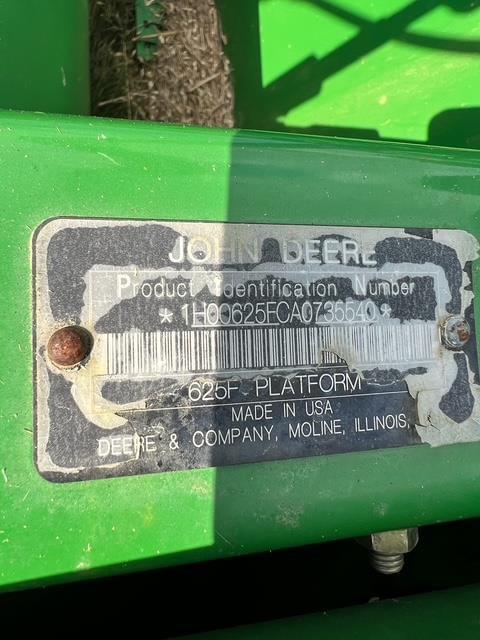 JOHN DEERE
Product Identification Number
*1H00625FCA0735540*
625F PLATFORM
MADE IN USA
DEERE & COMPANY, MOLINE, ILLINOIS,